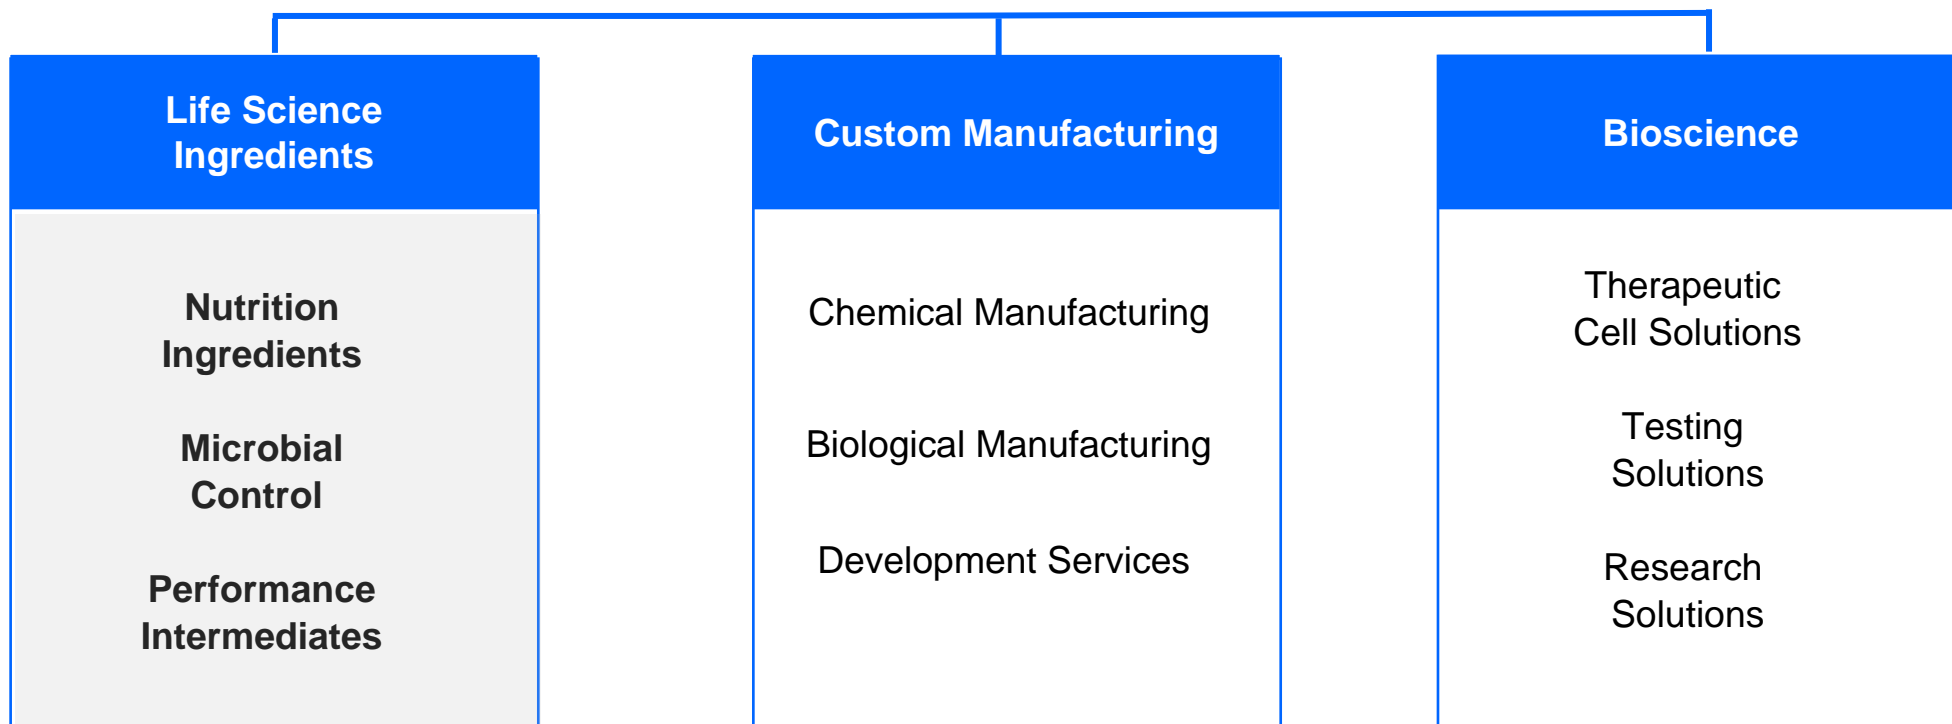 Life Science
Ingredients
Nutrition
Ingredients
Microbial
Control
Performance
Intermediates
Custom Manufacturing
Chemical Manufacturing
Biological Manufacturing
Development Services
Bioscience
Therapeutic
Cell Solutions
Testing
Solutions
Research
Solutions